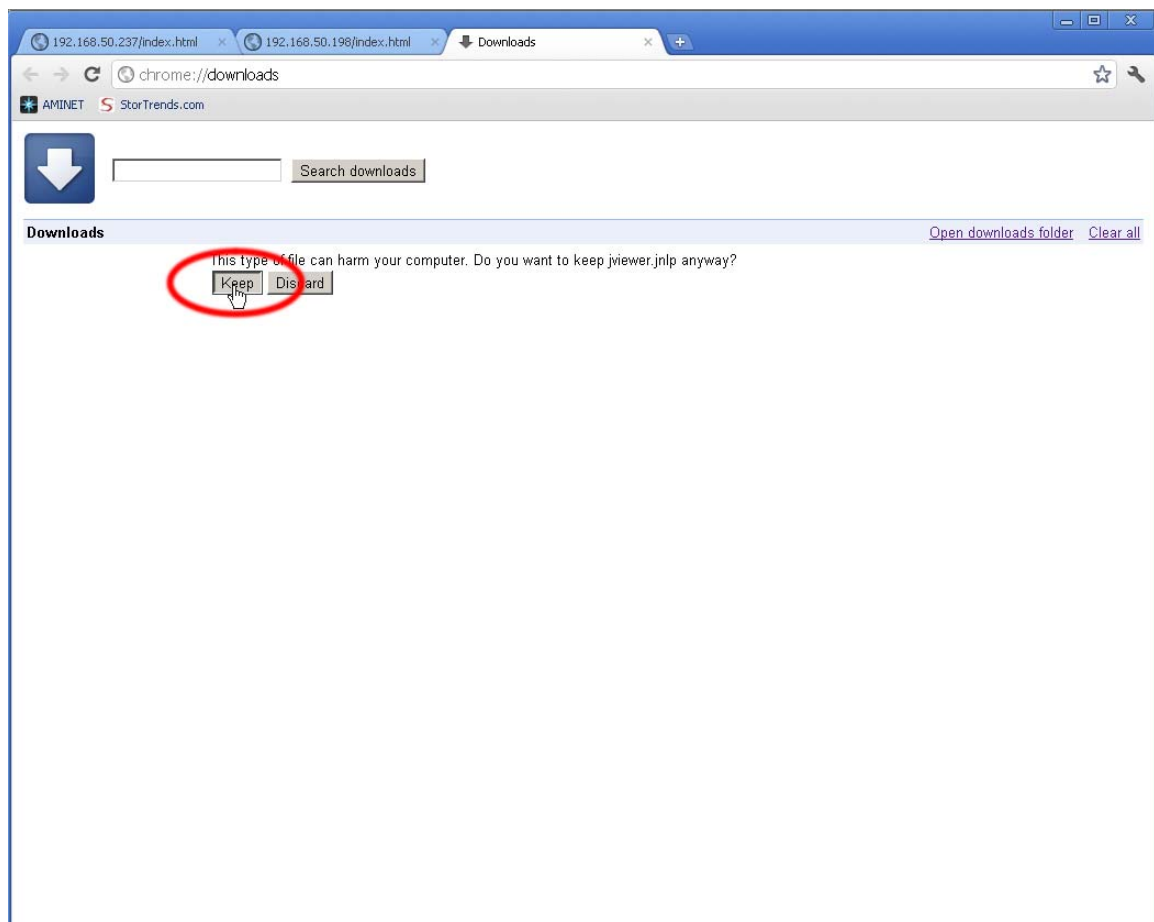 192.168.50.237/index.html 192.168.50.198/index.html Downloads
chrome://downloads
AMINET StorTrends.com
Search downloads
Downloads Open downloads folder Clear all
This type of file can harm your computer. Do you want to keep jviewer.jnlp anyway?
Keep Discard